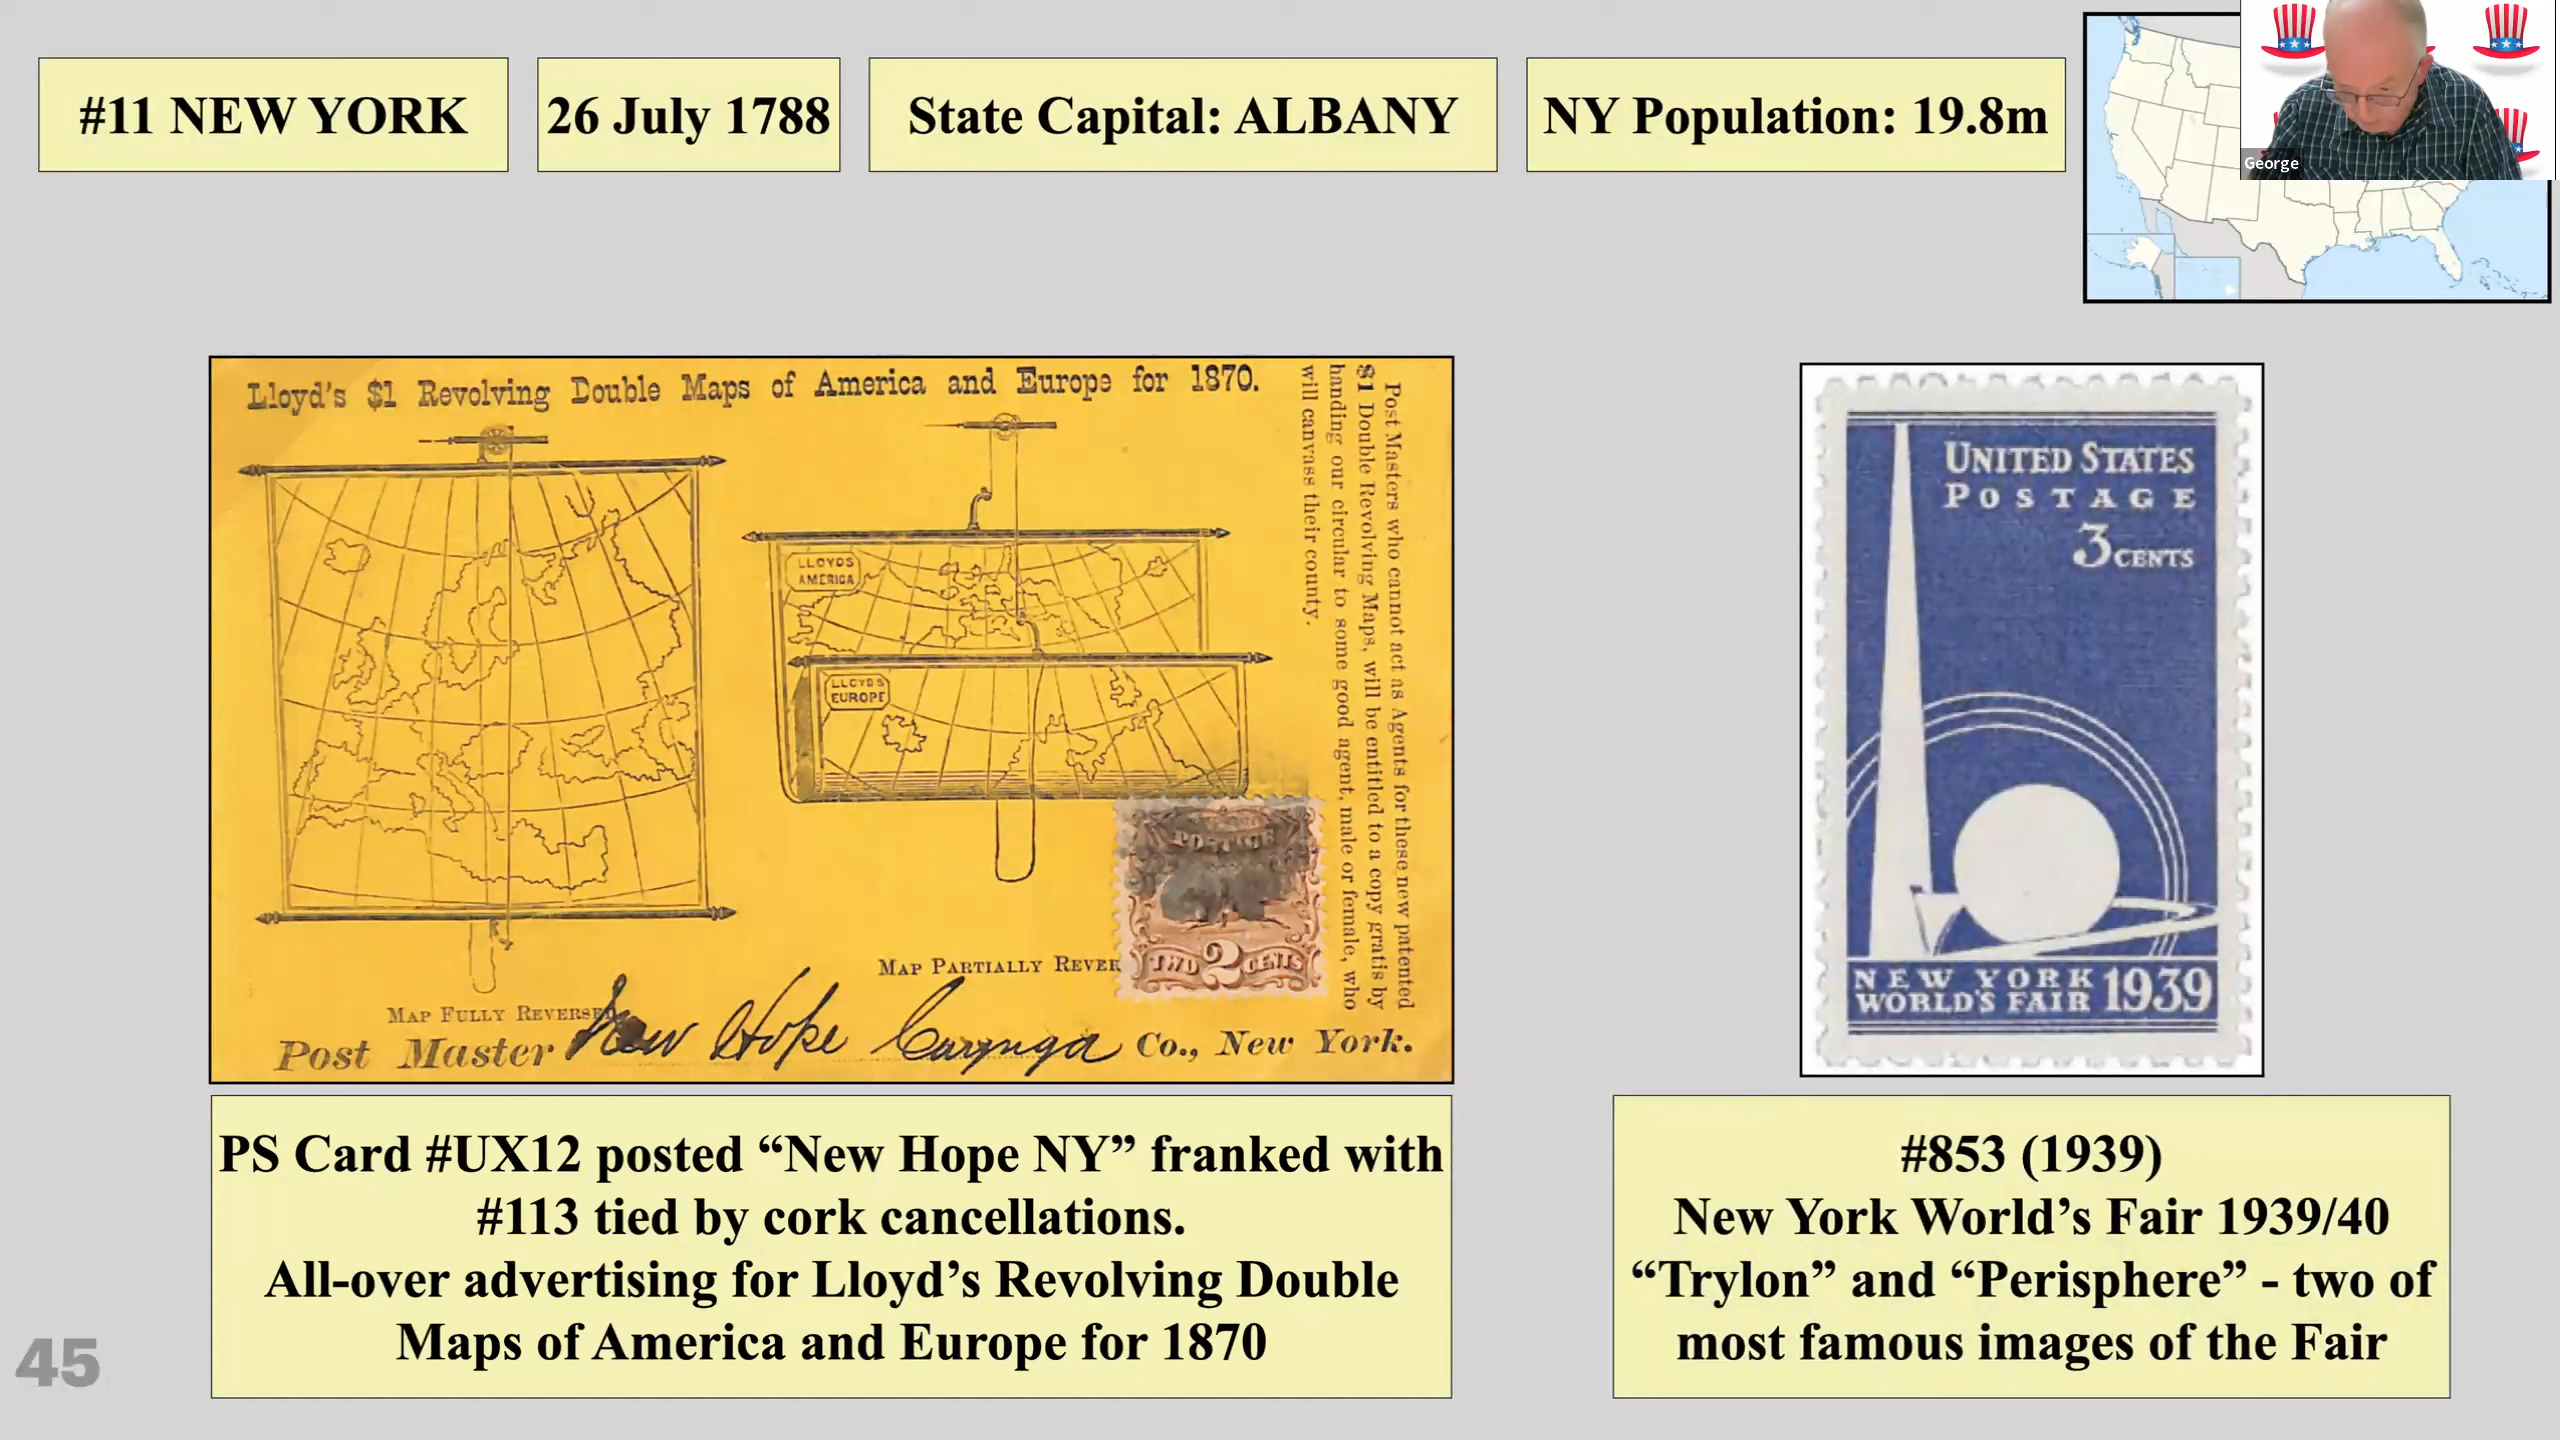 #11 NEW YORK
26 July 1788
State Capital: ALBANY
NY Population: 19.8m
George
Lloyd's $1 Revolving Double Maps of America and Europe for 1870.
Post Masters who cannot act as Agents for these new patented
$1 Double Revolving Maps, will be entitled to a copy gratis by
handing our circular to some good agent, male or female, who
will canvass their county.
LLOYDS
AMERICA
LLOYDS
EUROPE
POSTAGE
TWO 2 CENTS
MAP PARTIALLY REVER
MAP FULLY REVERSED
Post Master New Hope Cayuga Co., New York.
UNITED STATES
POSTAGE
3 CENTS
NEW YORK
WORLD'S FAIR 1939
PS Card #UX12 posted “New Hope NY” franked with
#113 tied by cork cancellations.
All-over advertising for Lloyd’s Revolving Double
Maps of America and Europe for 1870
#853 (1939)
New York World’s Fair 1939/40
“Trylon” and “Perisphere” - two of
most famous images of the Fair
45